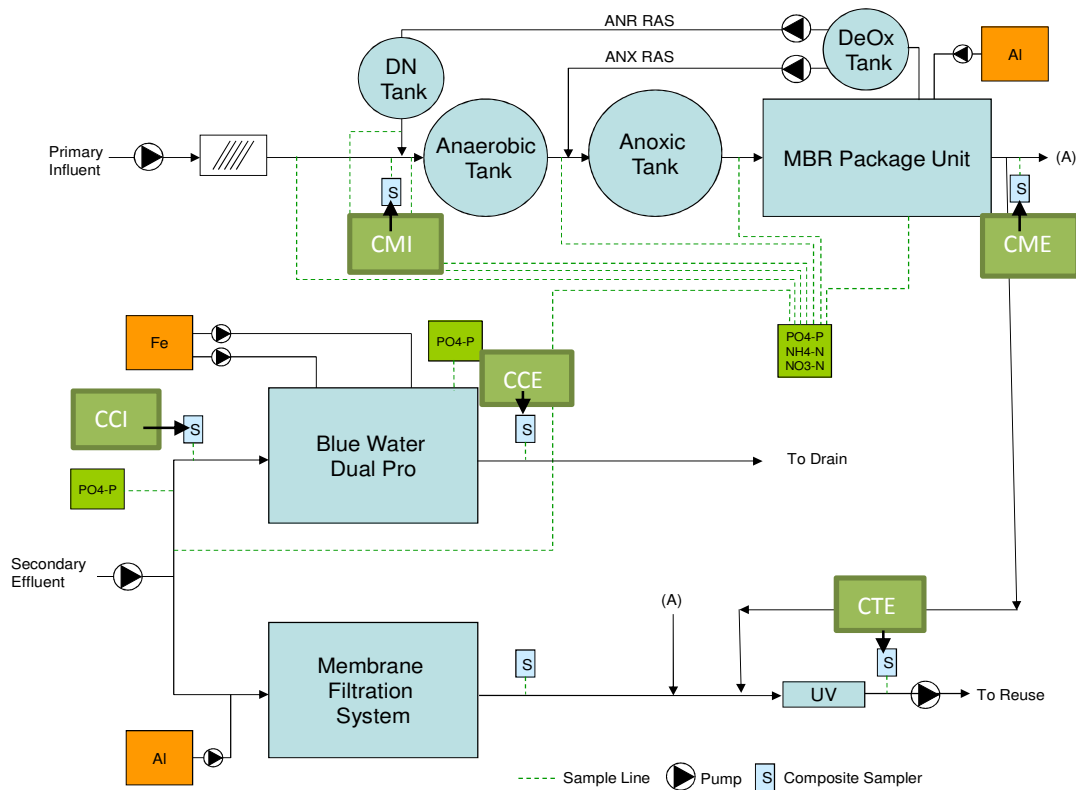 ANR RAS
DeOx
Tank
Al
DN
Tank
ANX RAS
Primary
Influent
Anaerobic
Tank
Anoxic
Tank
MBR Package Unit
(A)
S
S
CMI
CME
Fe
PO4-P
PO4-P
NH4-N
NO3-N
CCE
CCI
S
S
Blue Water
Dual Pro
To Drain
PO4-P
Secondary
Effluent
(A)
CTE
Membrane
Filtration
System
S
S
UV
To Reuse
Al
Sample Line
Pump
S
Composite Sampler